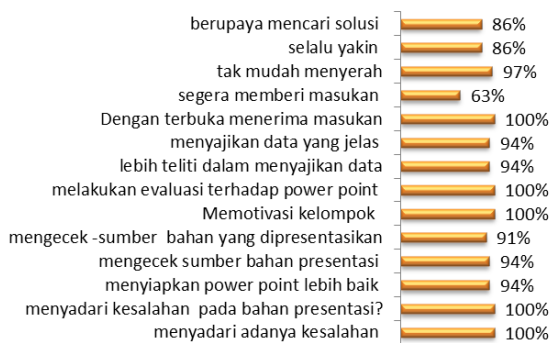 berupaya mencari solusi 86%
selalu yakin 86%
tak mudah menyerah 97%
segera memberi masukan 63%
Dengan terbuka menerima masukan 100%
menyajikan data yang jelas 94%
lebih teliti dalam menyajikan data 94%
melakukan evaluasi terhadap power point 100%
Memotivasi kelompok 100%
mengecek -sumber bahan yang dipresentasikan 91%
mengecek sumber bahan presentasi 94%
menyiapkan power point lebih baik 94%
menyadari kesalahan pada bahan presentasi? 100%
menyadari adanya kesalahan 100%